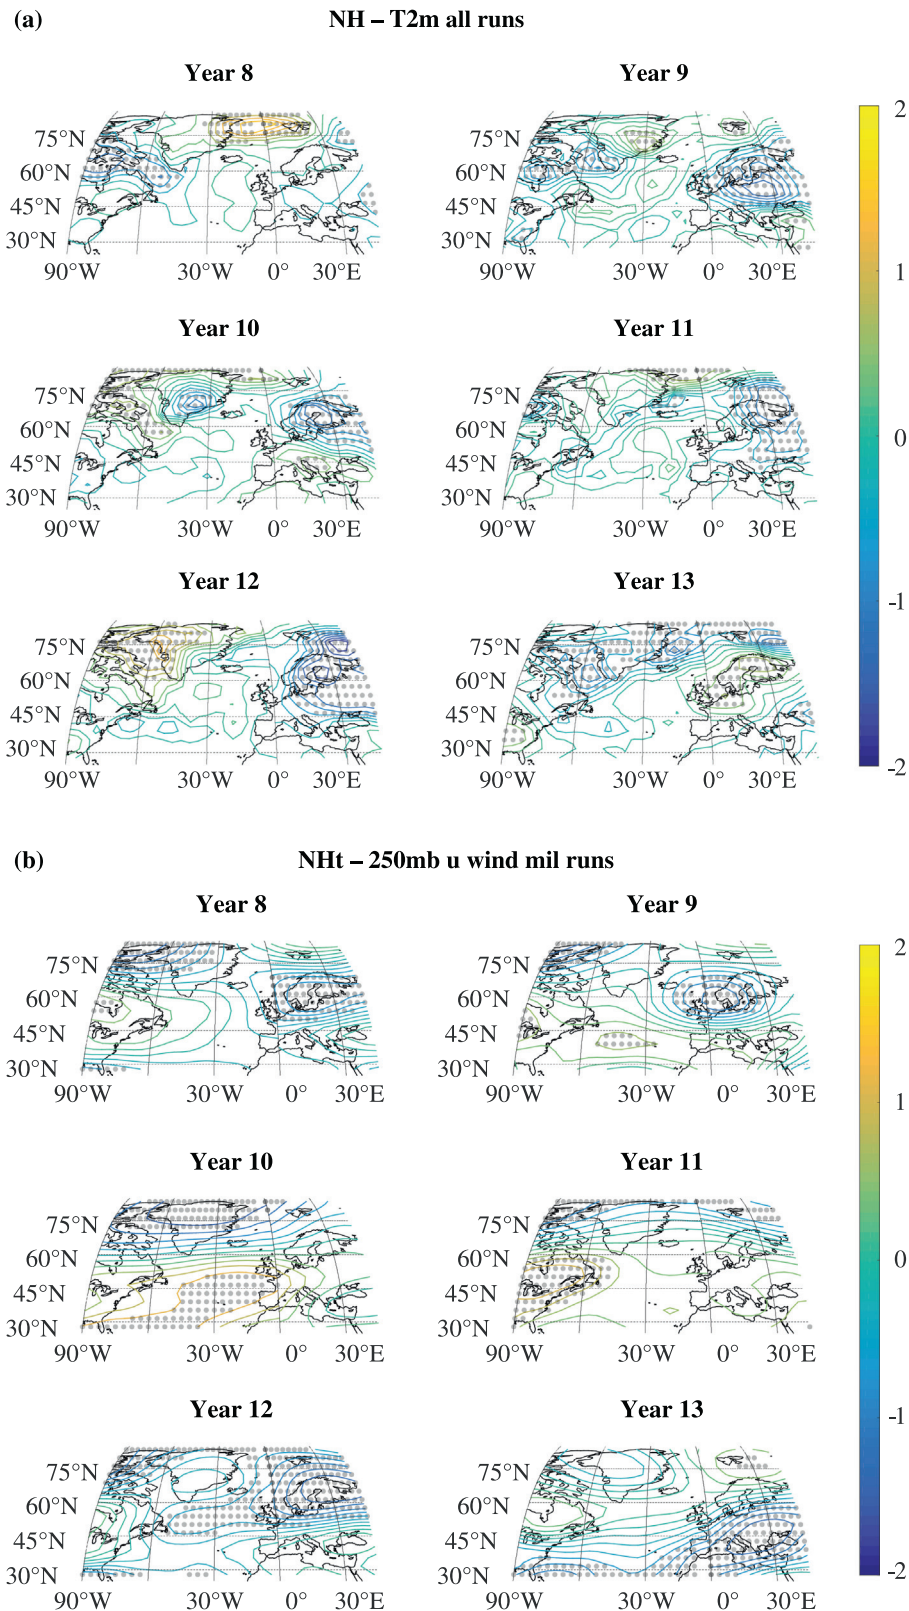 (a) NH – T2m all runs
Year 8 Year 9
75°N 75°N 2
60°N 60°N
45°N 45°N
30°N 30°N
90°W 30°W 0° 30°E 90°W 30°W 0° 30°E 1
Year 10 Year 11
75°N 75°N
60°N 60°N 0
45°N 45°N
30°N 30°N
90°W 30°W 0° 30°E 90°W 30°W 0° 30°E
Year 12 Year 13 -1
75°N 75°N
60°N 60°N
45°N 45°N
30°N 30°N
90°W 30°W 0° 30°E 90°W 30°W 0° 30°E -2
(b) NHt – 250mb u wind mil runs
Year 8 Year 9
75°N 75°N 2
60°N 60°N
45°N 45°N
30°N 30°N
90°W 30°W 0° 30°E 90°W 30°W 0° 30°E 1
Year 10 Year 11
75°N 75°N
60°N 60°N 0
45°N 45°N
30°N 30°N
90°W 30°W 0° 30°E 90°W 30°W 0° 30°E
Year 12 Year 13 -1
75°N 75°N
60°N 60°N
45°N 45°N
30°N 30°N -2
90°W 30°W 0° 30°E 90°W 30°W 0° 30°E